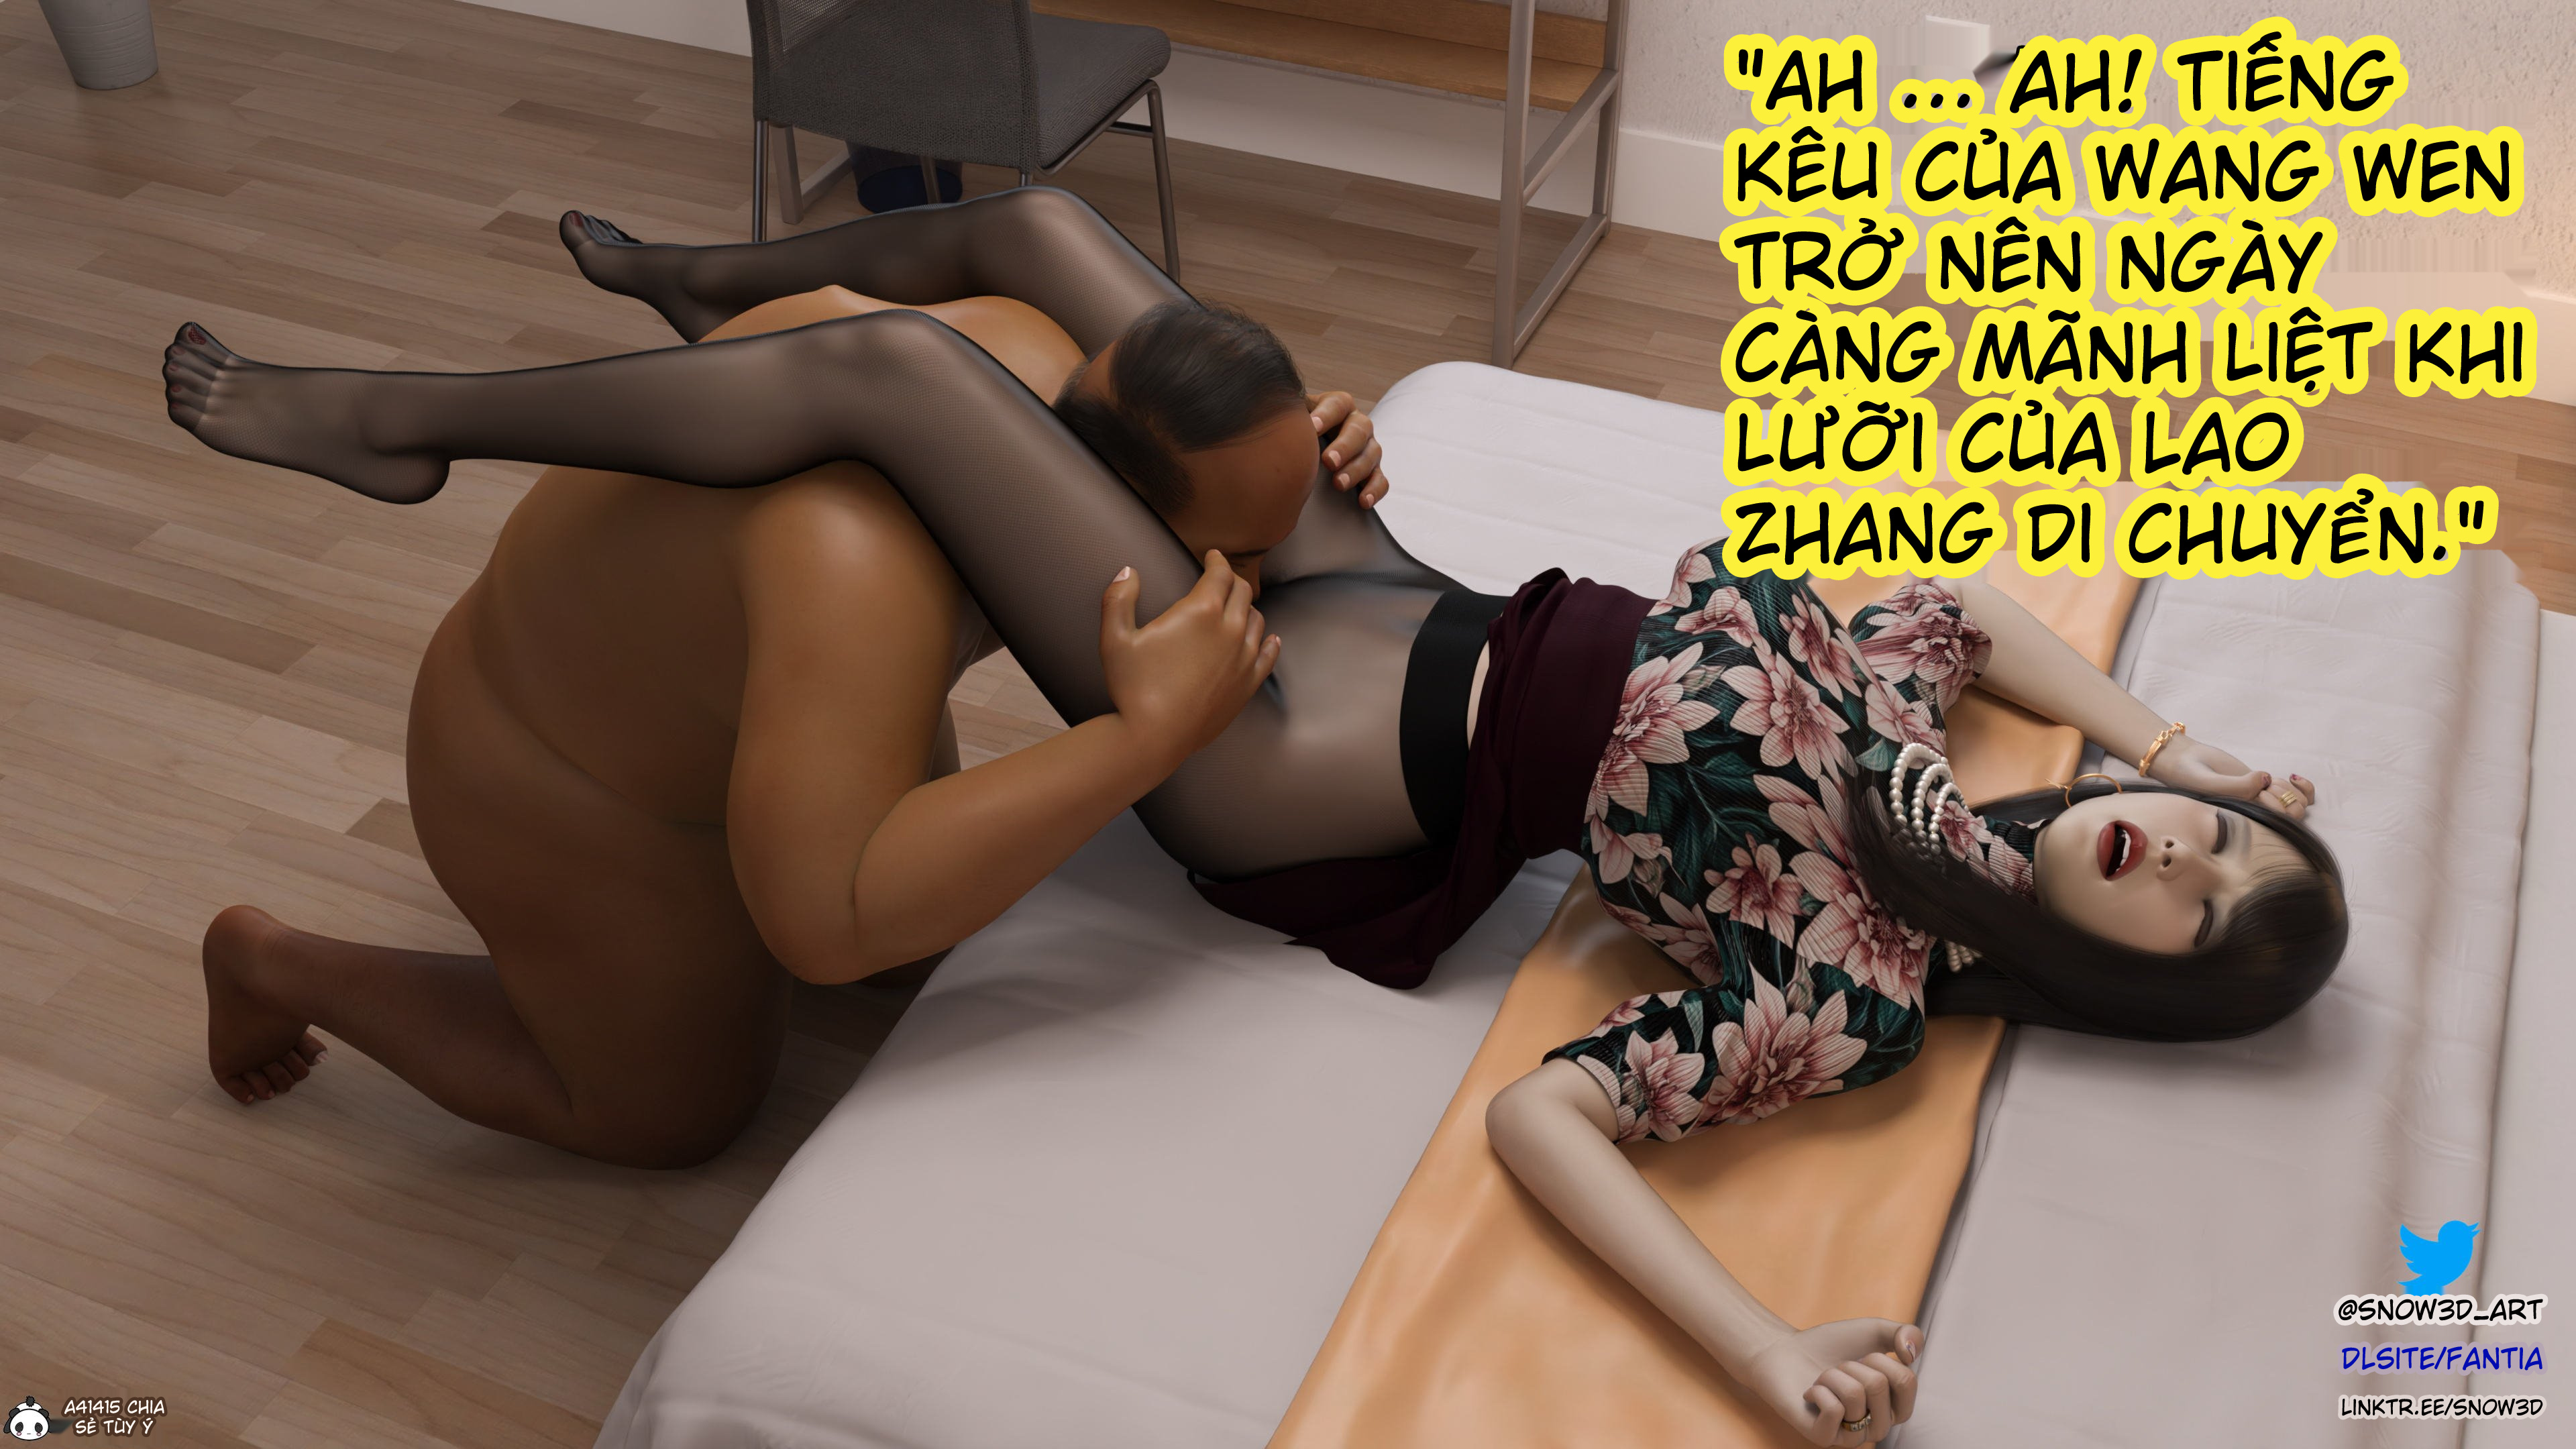 "AH ... AH! TIẾNG
KÊU CỦA WANG WEN
TRỞ NÊN NGÀY
CÀNG MÃNH LIỆT KHI
LƯỠI CỦA LAO
ZHANG DI CHUYỂN."
@SNOW3D_ART
DLSITE/FANTIA
LINKTR.EE/SNOW3D
A41415 CHIA
SẺ TÙY Ý